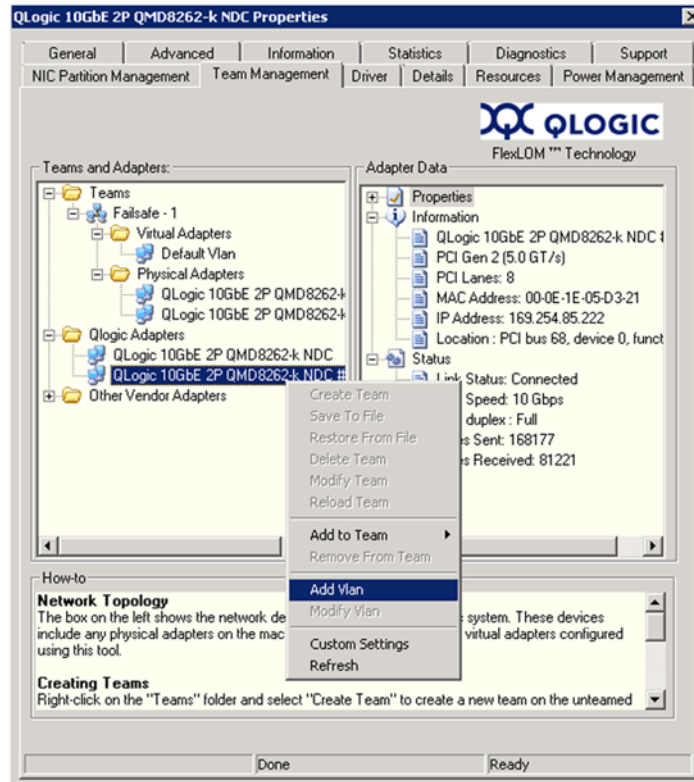 QLogic 10GbE 2P QMD8262-k NDC Properties
General
Advanced
Information
Statistics
Diagnostics
Support
NIC Partition Management
Team Management
Driver
Details
Resources
Power Management
QLOGIC
FlexLOM ™ Technology
Teams and Adapters:
Teams
Failsafe - 1
Virtual Adapters
Default Vlan
Physical Adapters
QLogic 10GbE 2P QMD8262-k
QLogic 10GbE 2P QMD8262-k
Qlogic Adapters
QLogic 10GbE 2P QMD8262-k NDC
QLogic 10GbE 2P QMD8262-k NDC #
Other Vendor Adapters
Adapter Data
Properties
Information
QLogic 10GbE 2P QMD8262-k NDC #
PCI Gen 2 (5.0 GT/s)
PCI Lanes: 8
MAC Address: 00-0E-1E-05-D3-21
IP Address: 169.254.85.222
Location : PCI bus 68, device 0, funct
Status
Link Status: Connected
Speed: 10 Gbps
duplex : Full
es Sent: 168177
es Received: 81221
Create Team
Save To File
Restore From File
Delete Team
Modify Team
Reload Team
Add to Team
Remove From Team
Add Vlan
Modify Vlan
Custom Settings
Refresh
How-to
Network Topology
The box on the left shows the network de system. These devices
include any physical adapters on the mac virtual adapters configured
using this tool.
Creating Teams
Right-click on the "Teams" folder and select "Create Team" to create a new team on the unteamed
Done
Ready